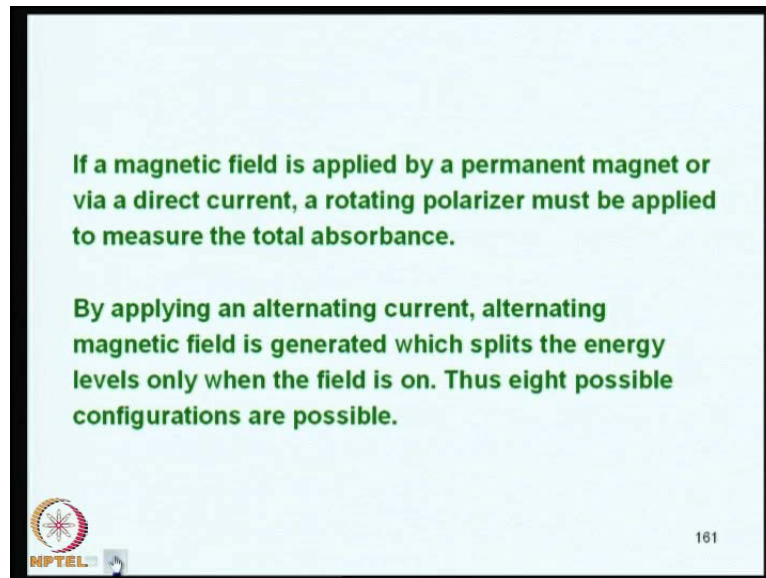 If a magnetic field is applied by a permanent magnet or
via a direct current, a rotating polarizer must be applied
to measure the total absorbance.
By applying an alternating current, alternating
magnetic field is generated which splits the energy
levels only when the field is on. Thus eight possible
configurations are possible.
161
NPTEL